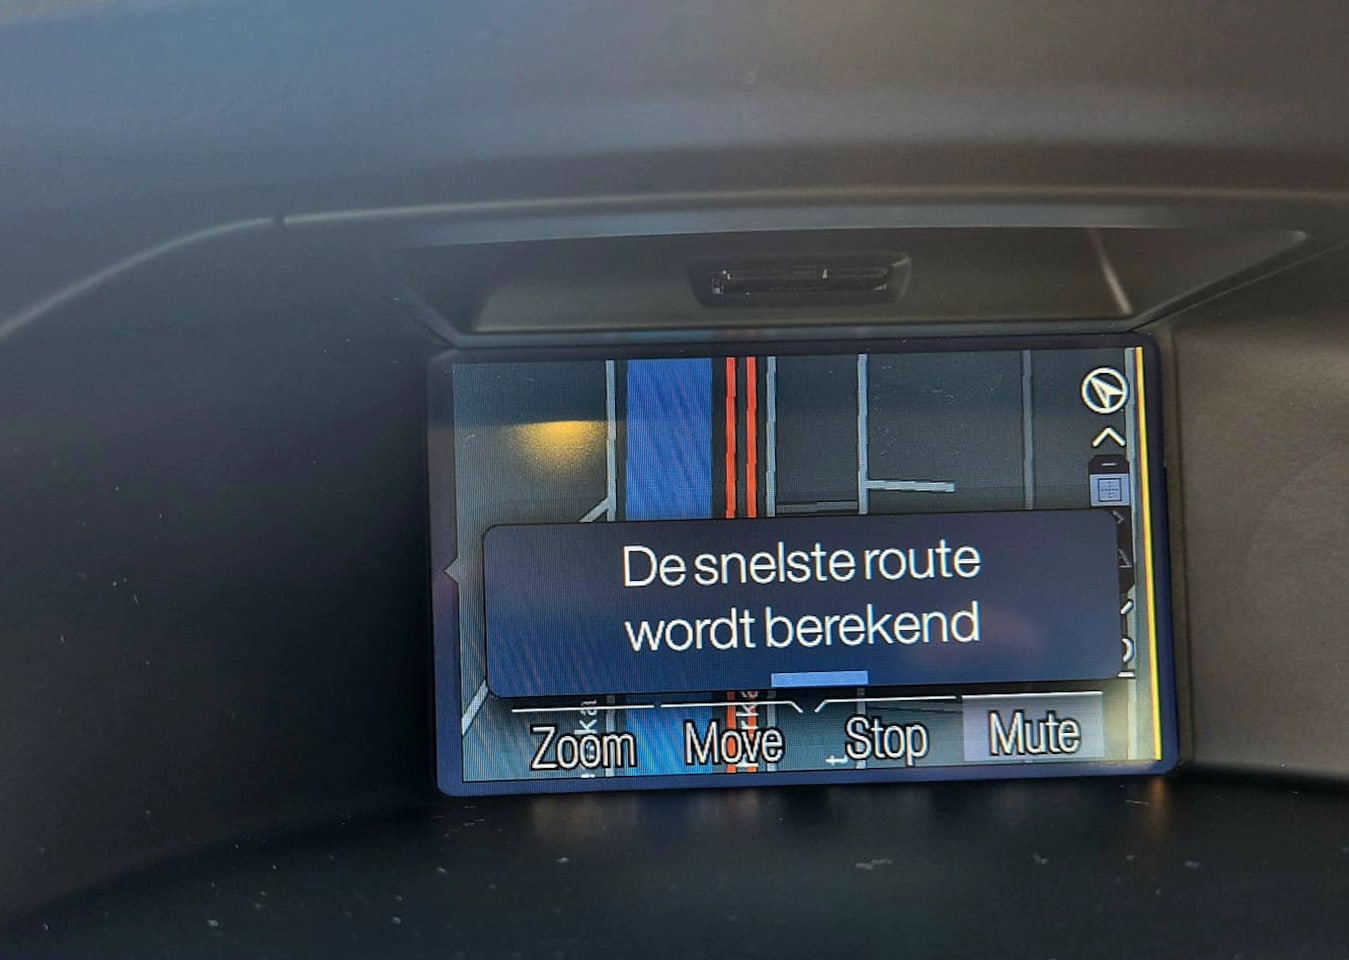 De snelste route
wordt berekend
Zoom
Move
Stop
Mute